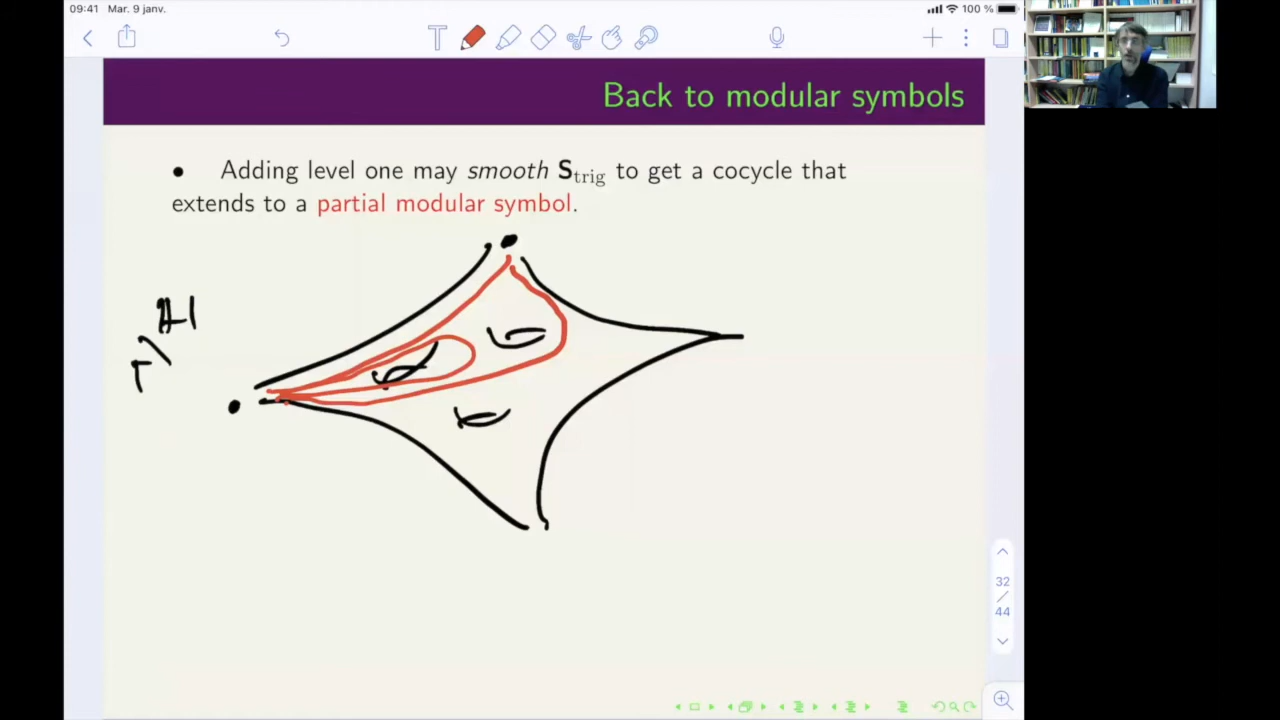 09:41 Mar. 9 janv.
100 %
Back to modular symbols
• Adding level one may smooth S_trig to get a cocycle that
extends to a partial modular symbol.
32
/
44